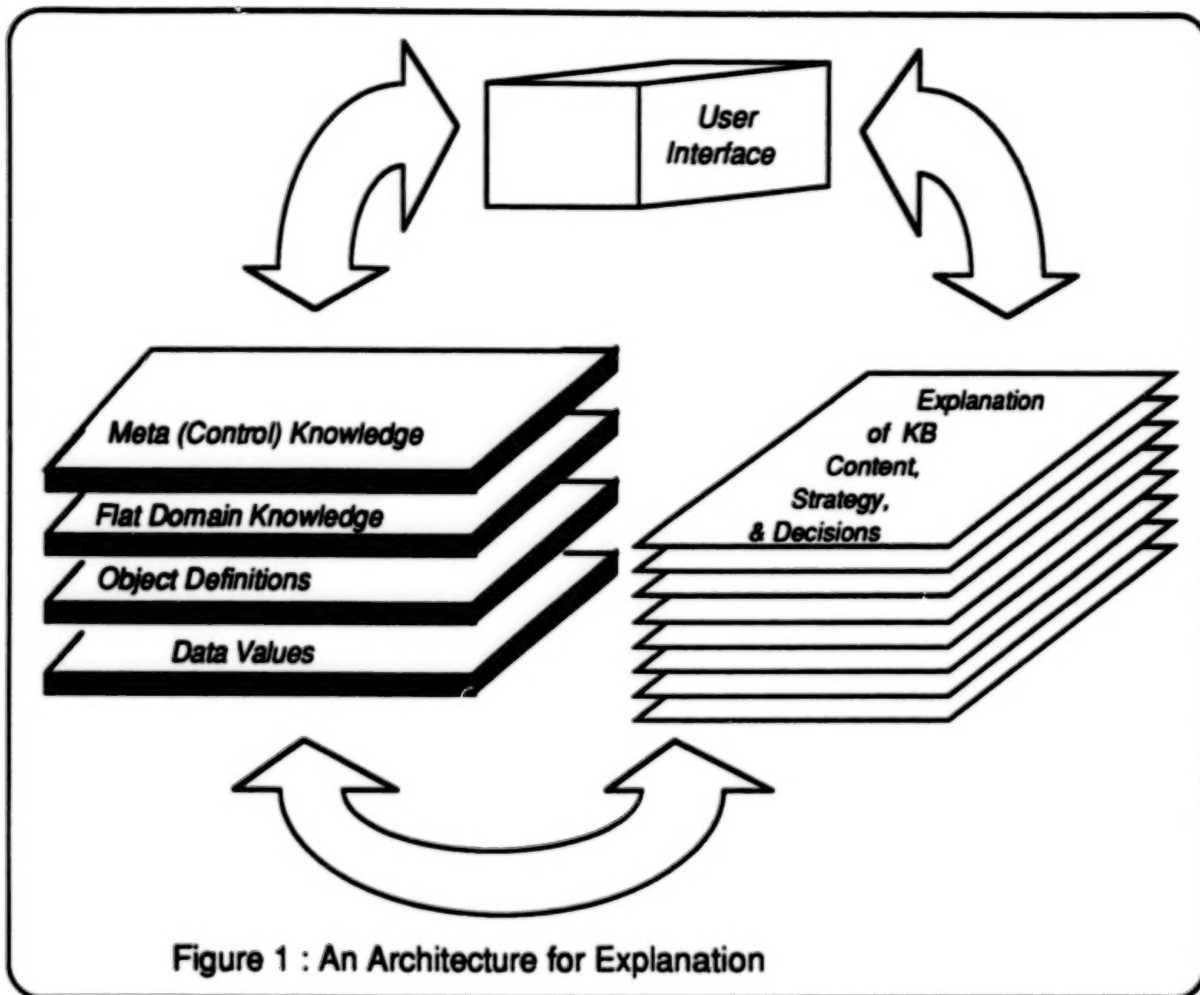 User
Interface
Meta (Control) Knowledge
Flat Domain Knowledge
Object Definitions
Data Values
Explanation
of KB
Content,
Strategy,
& Decisions
Figure 1 : An Architecture for Explanation